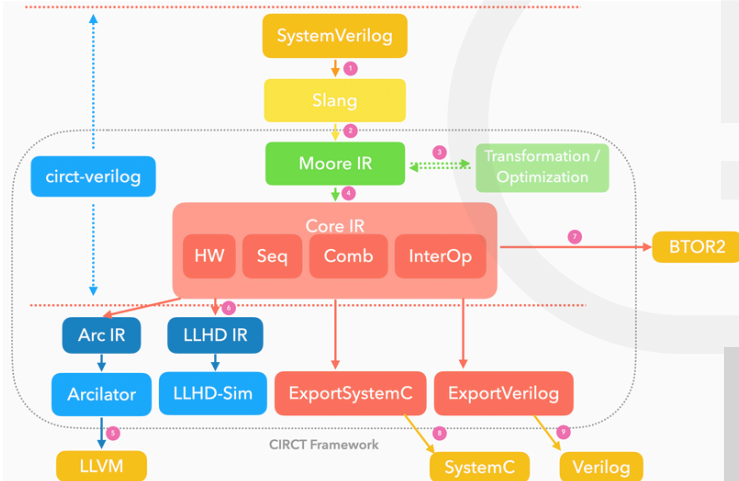 SystemVerilog
1
Slang
2
Moore IR
3
Transformation /
Optimization
circt-verilog
4
Core IR
HW
Seq
Comb
InterOp
7
BTOR2
6
Arc IR
LLHD IR
Arcilator
LLHD-Sim
ExportSystemC
ExportVerilog
5
CIRCT Framework
8
9
LLVM
SystemC
Verilog